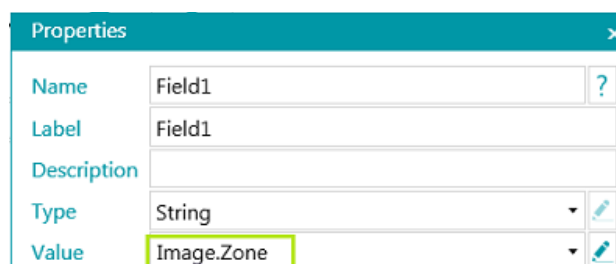 Properties ×
Name Field1 ?
Label Field1
Description
Type String
Value Image.Zone